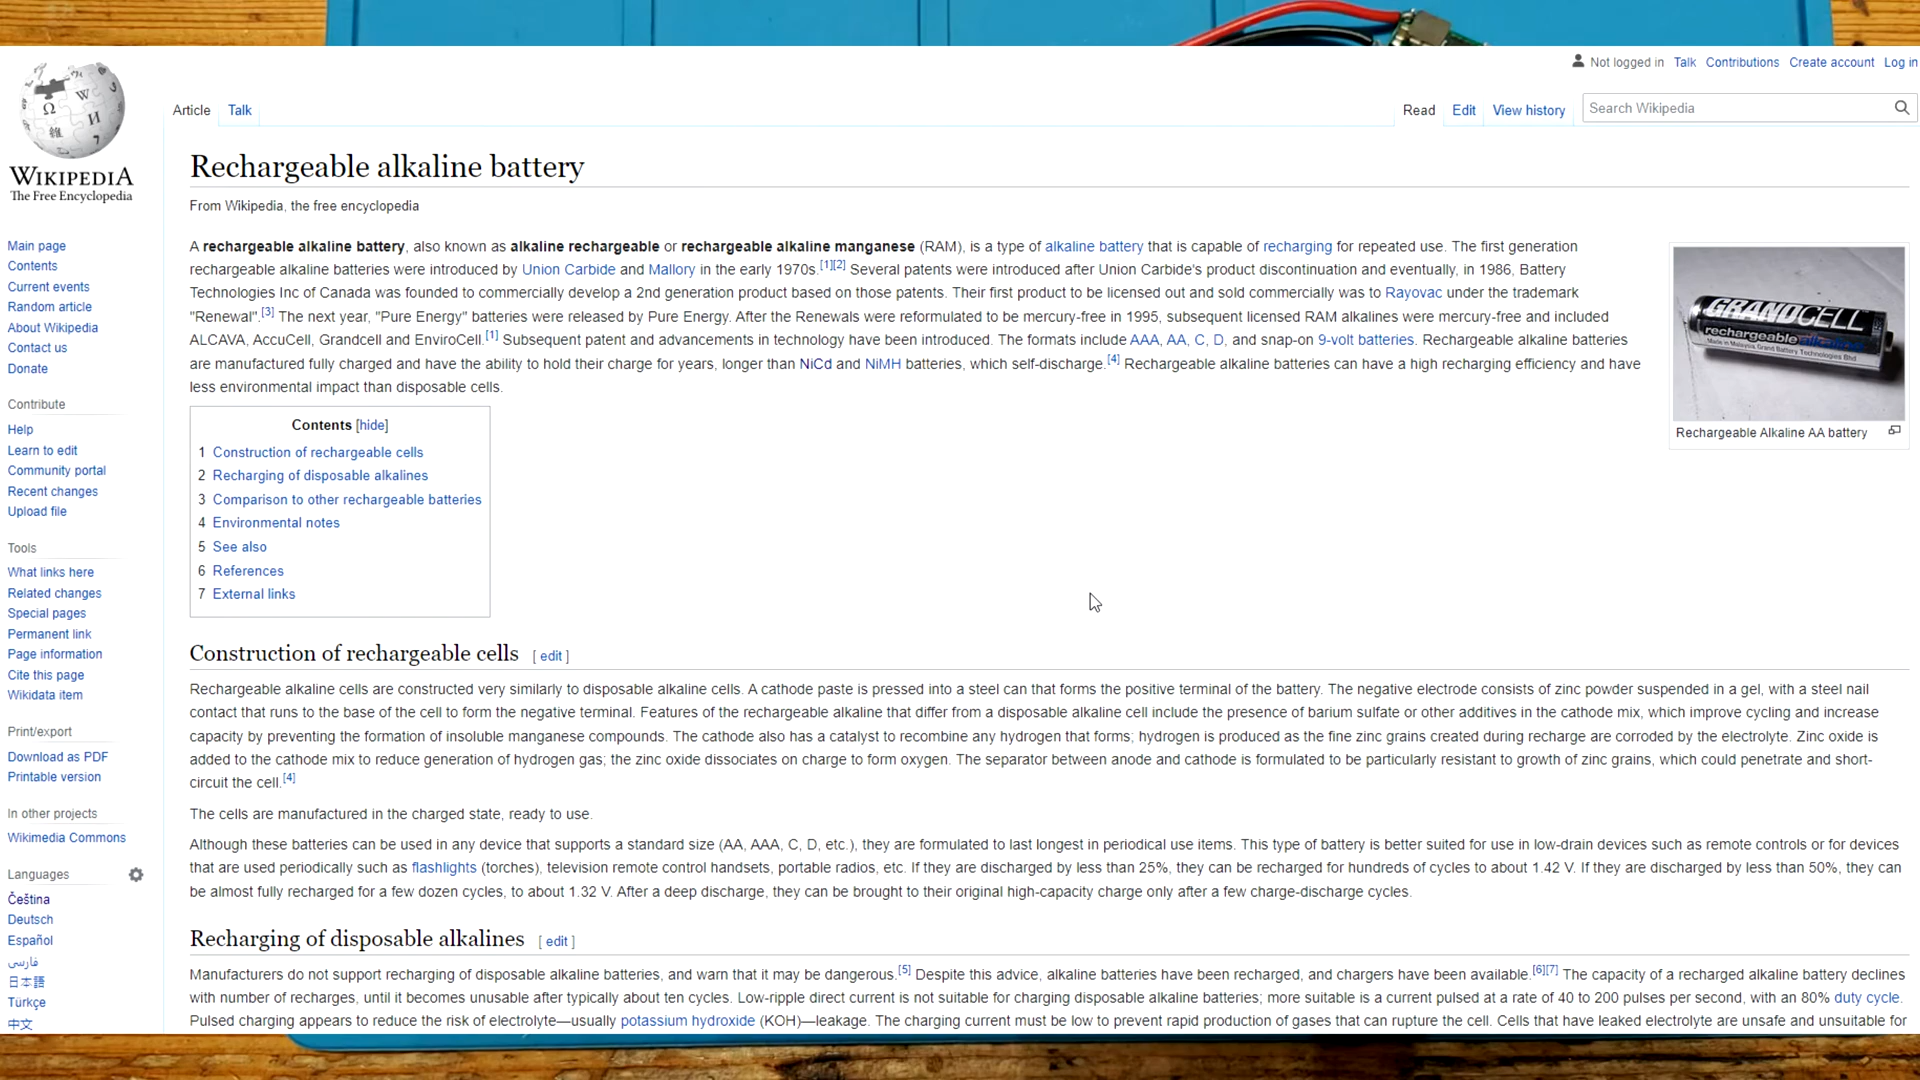 Not logged in Talk Contributions Create account Log in
Article Talk Read Edit View history Search Wikipedia
WIKIPEDIA
The Free Encyclopedia
Main page
Contents
Current events
Random article
About Wikipedia
Contact us
Donate
Contribute
Help
Learn to edit
Community portal
Recent changes
Upload file
Tools
What links here
Related changes
Special pages
Permanent link
Page information
Cite this page
Wikidata item
Print/export
Download as PDF
Printable version
In other projects
Wikimedia Commons
Languages
Čeština
Deutsch
Español
فارسی
日本語
Türkçe
中文
Rechargeable alkaline battery
From Wikipedia, the free encyclopedia
A rechargeable alkaline battery, also known as alkaline rechargeable or rechargeable alkaline manganese (RAM), is a type of alkaline battery that is capable of recharging for repeated use. The first generation
rechargeable alkaline batteries were introduced by Union Carbide and Mallory in the early 1970s.[1][2] Several patents were introduced after Union Carbide's product discontinuation and eventually, in 1986, Battery
Technologies Inc of Canada was founded to commercially develop a 2nd generation product based on those patents. Their first product to be licensed out and sold commercially was to Rayovac under the trademark
"Renewal".[3] The next year, "Pure Energy" batteries were released by Pure Energy. After the Renewals were reformulated to be mercury-free in 1995, subsequent licensed RAM alkalines were mercury-free and included
ALCAVA, AccuCell, Grandcell and EnviroCell.[1] Subsequent patent and advancements in technology have been introduced. The formats include AAA, AA, C, D, and snap-on 9-volt batteries. Rechargeable alkaline batteries
are manufactured fully charged and have the ability to hold their charge for years, longer than NiCd and NiMH batteries, which self-discharge.[4] Rechargeable alkaline batteries can have a high recharging efficiency and have
less environmental impact than disposable cells.
GRANDCELL
rechargeable alkaline
Made in Malaysia, Grand Battery Technologies Bhd
Rechargeable Alkaline AA battery
Contents [hide]
1 Construction of rechargeable cells
2 Recharging of disposable alkalines
3 Comparison to other rechargeable batteries
4 Environmental notes
5 See also
6 References
7 External links
Construction of rechargeable cells [ edit ]
Rechargeable alkaline cells are constructed very similarly to disposable alkaline cells. A cathode paste is pressed into a steel can that forms the positive terminal of the battery. The negative electrode consists of zinc powder suspended in a gel, with a steel nail
contact that runs to the base of the cell to form the negative terminal. Features of the rechargeable alkaline that differ from a disposable alkaline cell include the presence of barium sulfate or other additives in the cathode mix, which improve cycling and increase
capacity by preventing the formation of insoluble manganese compounds. The cathode also has a catalyst to recombine any hydrogen that forms; hydrogen is produced as the fine zinc grains created during recharge are corroded by the electrolyte. Zinc oxide is
added to the cathode mix to reduce generation of hydrogen gas; the zinc oxide dissociates on charge to form oxygen. The separator between anode and cathode is formulated to be particularly resistant to growth of zinc grains, which could penetrate and short-
circuit the cell.[4]
The cells are manufactured in the charged state, ready to use.
Although these batteries can be used in any device that supports a standard size (AA, AAA, C, D, etc.), they are formulated to last longest in periodical use items. This type of battery is better suited for use in low-drain devices such as remote controls or for devices
that are used periodically such as flashlights (torches), television remote control handsets, portable radios, etc. If they are discharged by less than 25%, they can be recharged for hundreds of cycles to about 1.42 V. If they are discharged by less than 50%, they can
be almost fully recharged for a few dozen cycles, to about 1.32 V. After a deep discharge, they can be brought to their original high-capacity charge only after a few charge-discharge cycles.
Recharging of disposable alkalines [ edit ]
Manufacturers do not support recharging of disposable alkaline batteries, and warn that it may be dangerous.[5] Despite this advice, alkaline batteries have been recharged, and chargers have been available.[6][7] The capacity of a recharged alkaline battery declines
with number of recharges, until it becomes unusable after typically about ten cycles. Low-ripple direct current is not suitable for charging disposable alkaline batteries; more suitable is a current pulsed at a rate of 40 to 200 pulses per second, with an 80% duty cycle.
Pulsed charging appears to reduce the risk of electrolyte—usually potassium hydroxide (KOH)—leakage. The charging current must be low to prevent rapid production of gases that can rupture the cell. Cells that have leaked electrolyte are unsafe and unsuitable for